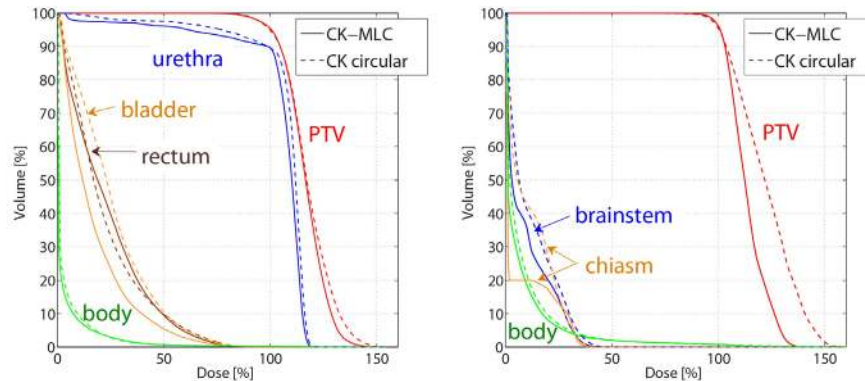 100
90
80
70
60
50
40
30
20
10
0
Volume [%]
0 50 100 150
Dose [%]
CK−MLC
CK circular
urethra
bladder
rectum
PTV
body
100
90
80
70
60
50
40
30
20
10
0
Volume [%]
0 50 100 150
Dose [%]
CK−MLC
CK circular
PTV
brainstem
chiasm
body